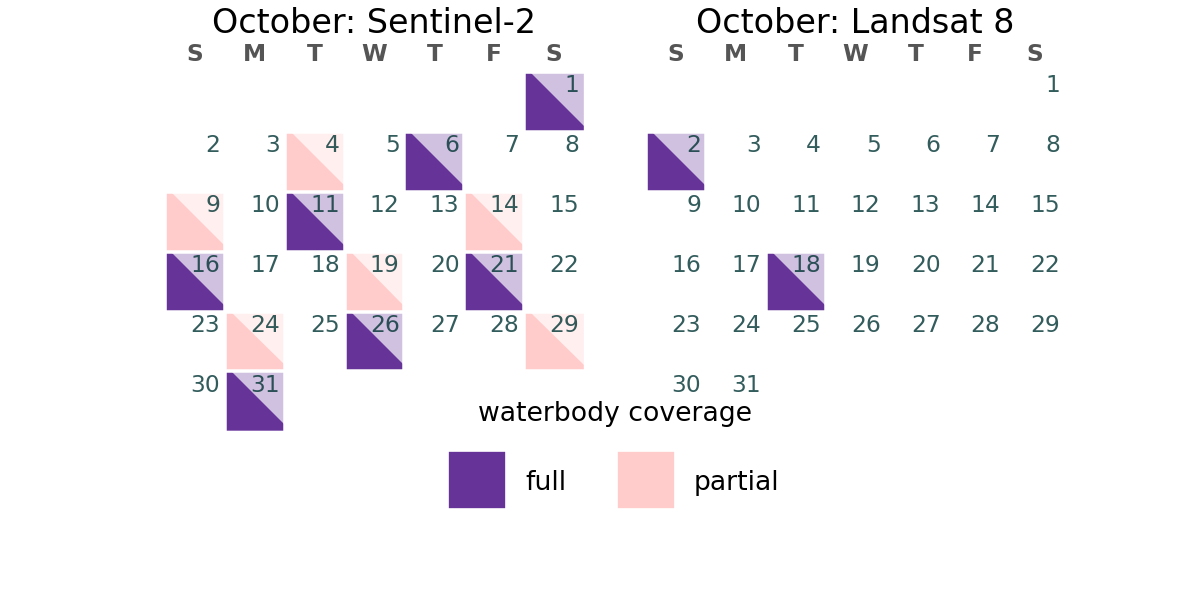 October: Sentinel-2
S M T W T F S
1
2 3 4 5 6 7 8
9 10 11 12 13 14 15
16 17 18 19 20 21 22
23 24 25 26 27 28 29
30 31
October: Landsat 8
S M T W T F S
1
2 3 4 5 6 7 8
9 10 11 12 13 14 15
16 17 18 19 20 21 22
23 24 25 26 27 28 29
30 31
waterbody coverage
full partial